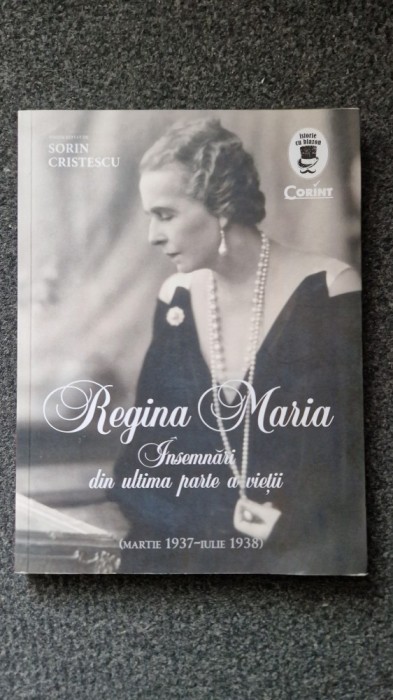 SORIN
CRISTESCU
istorie
cu blazon
CORINT
Regina Maria
Însemnări
din ultima parte a vieții
(MARTIE 1937–IULIE 1938)